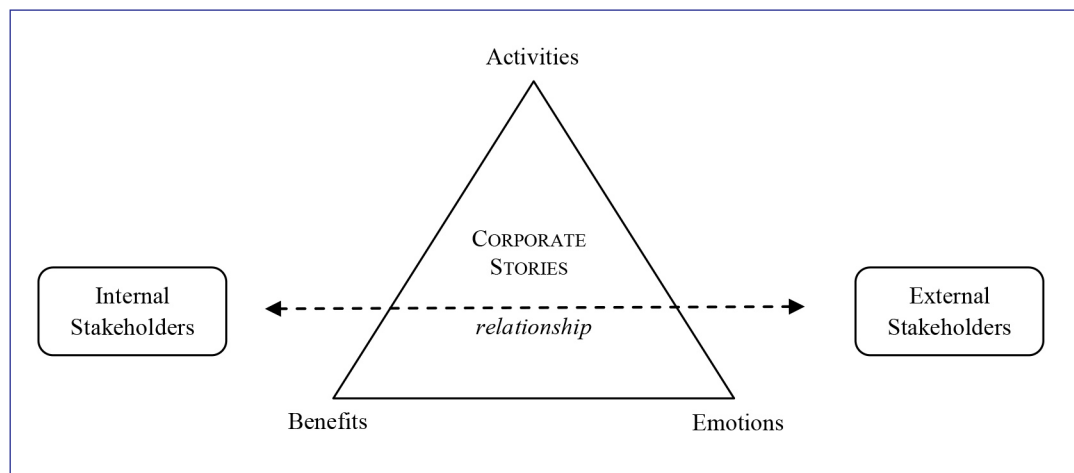 Activities
CORPORATE
STORIES
Internal
Stakeholders
relationship
External
Stakeholders
Benefits
Emotions